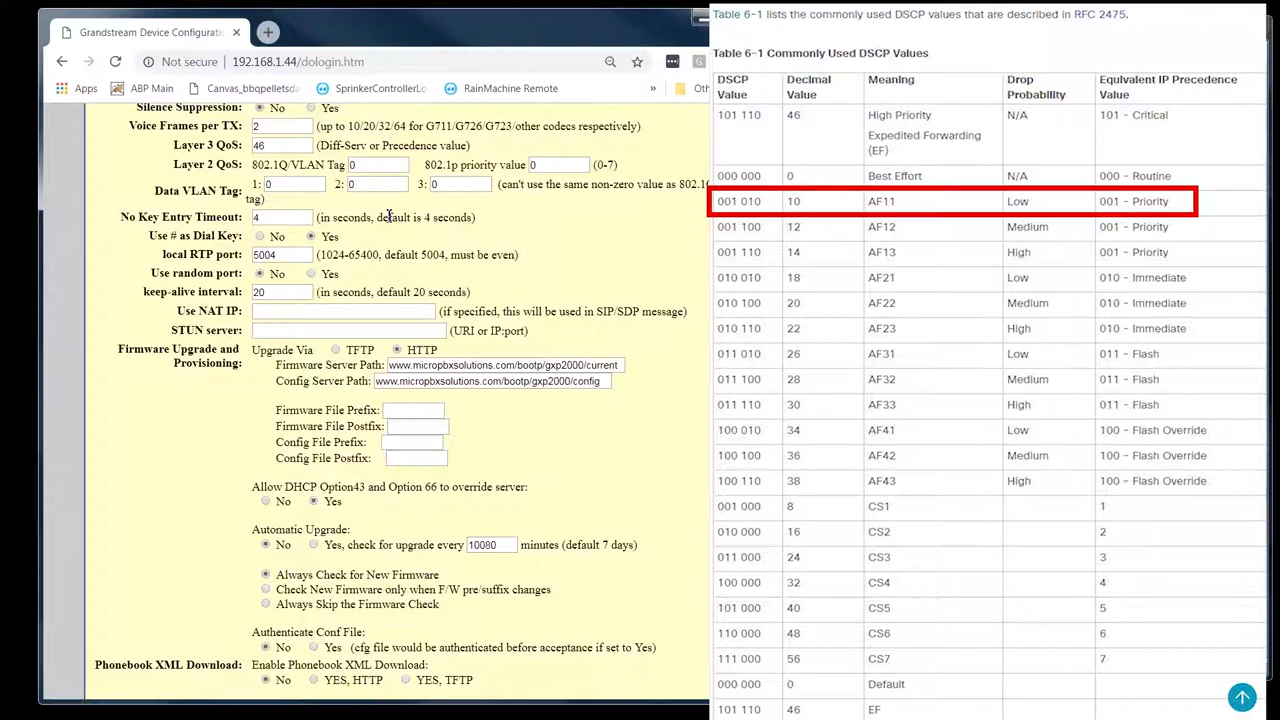 Grandstream Device Configuratio
Not secure 192.168.1.44/dologin.htm
Apps ABP Main Canvas_bbqpelletsda SprinkerControllerLo RainMachine Remote » Oth
Silence Suppression: No Yes
Voice Frames per TX: 2 (up to 10/20/32/64 for G711/G726/G723/other codecs respectively)
Layer 3 QoS: 46 (Diff-Serv or Precedence value)
Layer 2 QoS: 802.1Q/VLAN Tag 0 802.1p priority value 0 (0-7)
Data VLAN Tag: 1: 0 2: 0 3: 0 (can't use the same non-zero value as 802.1Q
tag)
No Key Entry Timeout: 4 (in seconds, default is 4 seconds)
Use # as Dial Key: No Yes
local RTP port: 5004 (1024-65400, default 5004, must be even)
Use random port: No Yes
keep-alive interval: 20 (in seconds, default 20 seconds)
Use NAT IP: (if specified, this will be used in SIP/SDP message)
STUN server: (URI or IP:port)
Firmware Upgrade and
Provisioning:
Upgrade Via TFTP HTTP
Firmware Server Path: www.micropbxsolutions.com/bootp/gxp2000/current
Config Server Path: www.micropbxsolutions.com/bootp/gxp2000/config
Firmware File Prefix:
Firmware File Postfix:
Config File Prefix:
Config File Postfix:
Allow DHCP Option43 and Option 66 to override server:
No Yes
Automatic Upgrade:
No Yes, check for upgrade every 10080 minutes (default 7 days)
Always Check for New Firmware
Check New Firmware only when F/W pre/suffix changes
Always Skip the Firmware Check
Authenticate Conf File:
No Yes (cfg file would be authenticated before acceptance if set to Yes)
Phonebook XML Download: Enable Phonebook XML Download:
No YES, HTTP YES, TFTP
Table 6-1 lists the commonly used DSCP values that are described in RFC 2475.
Table 6-1 Commonly Used DSCP Values
DSCP Value Decimal Value Meaning Drop Probability Equivalent IP Precedence Value
101 110 46 High Priority N/A 101 - Critical
Expedited Forwarding
(EF)
000 000 0 Best Effort N/A 000 - Routine
001 010 10 AF11 Low 001 - Priority
001 100 12 AF12 Medium 001 - Priority
001 110 14 AF13 High 001 - Priority
010 010 18 AF21 Low 010 - Immediate
010 100 20 AF22 Medium 010 - Immediate
010 110 22 AF23 High 010 - Immediate
011 010 26 AF31 Low 011 - Flash
011 100 28 AF32 Medium 011 - Flash
011 110 30 AF33 High 011 - Flash
100 010 34 AF41 Low 100 - Flash Override
100 100 36 AF42 Medium 100 - Flash Override
100 110 38 AF43 High 100 - Flash Override
001 000 8 CS1 1
010 000 16 CS2 2
011 000 24 CS3 3
100 000 32 CS4 4
101 000 40 CS5 5
110 000 48 CS6 6
111 000 56 CS7 7
000 000 0 Default
101 110 46 EF